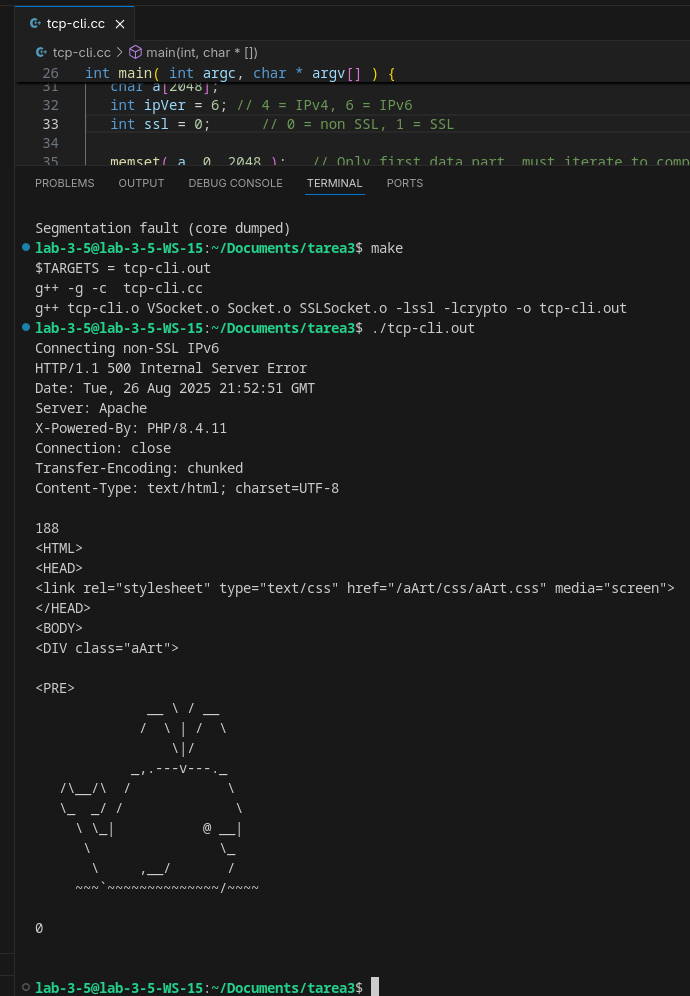 tcp-cli.cc ×
tcp-cli.cc > main(int, char * [])
26 int main( int argc, char * argv[] ) {
31 char a[2048];
32 int ipVer = 6; // 4 = IPv4, 6 = IPv6
33 int ssl = 0; // 0 = non SSL, 1 = SSL
34
35 memset( a, 0, 2048 ); // Only first data part, must iterate to comp
PROBLEMS OUTPUT DEBUG CONSOLE TERMINAL PORTS
Segmentation fault (core dumped)
lab-3-5@lab-3-5-WS-15:~/Documents/tarea3$ make
$TARGETS = tcp-cli.out
g++ -g -c  tcp-cli.cc
g++ tcp-cli.o VSocket.o Socket.o SSLSocket.o -lssl -lcrypto -o tcp-cli.out
lab-3-5@lab-3-5-WS-15:~/Documents/tarea3$ ./tcp-cli.out
Connecting non-SSL IPv6
HTTP/1.1 500 Internal Server Error
Date: Tue, 26 Aug 2025 21:52:51 GMT
Server: Apache
X-Powered-By: PHP/8.4.11
Connection: close
Transfer-Encoding: chunked
Content-Type: text/html; charset=UTF-8
188
<HTML>
<HEAD>
<link rel="stylesheet" type="text/css" href="/aArt/css/aArt.css" media="screen">
</HEAD>
<BODY>
<DIV class="aArt">
<PRE>
              __ \ / __
             /  \ | /  \
                 \|/
            _,.---v---._
   /\__/\  /            \
   \_  _/ /              \
     \ \_|           @ __|
      \                \_
       \     ,__/       /
     ~~~`~~~~~~~~~~~~~~/~~~~
0
lab-3-5@lab-3-5-WS-15:~/Documents/tarea3$